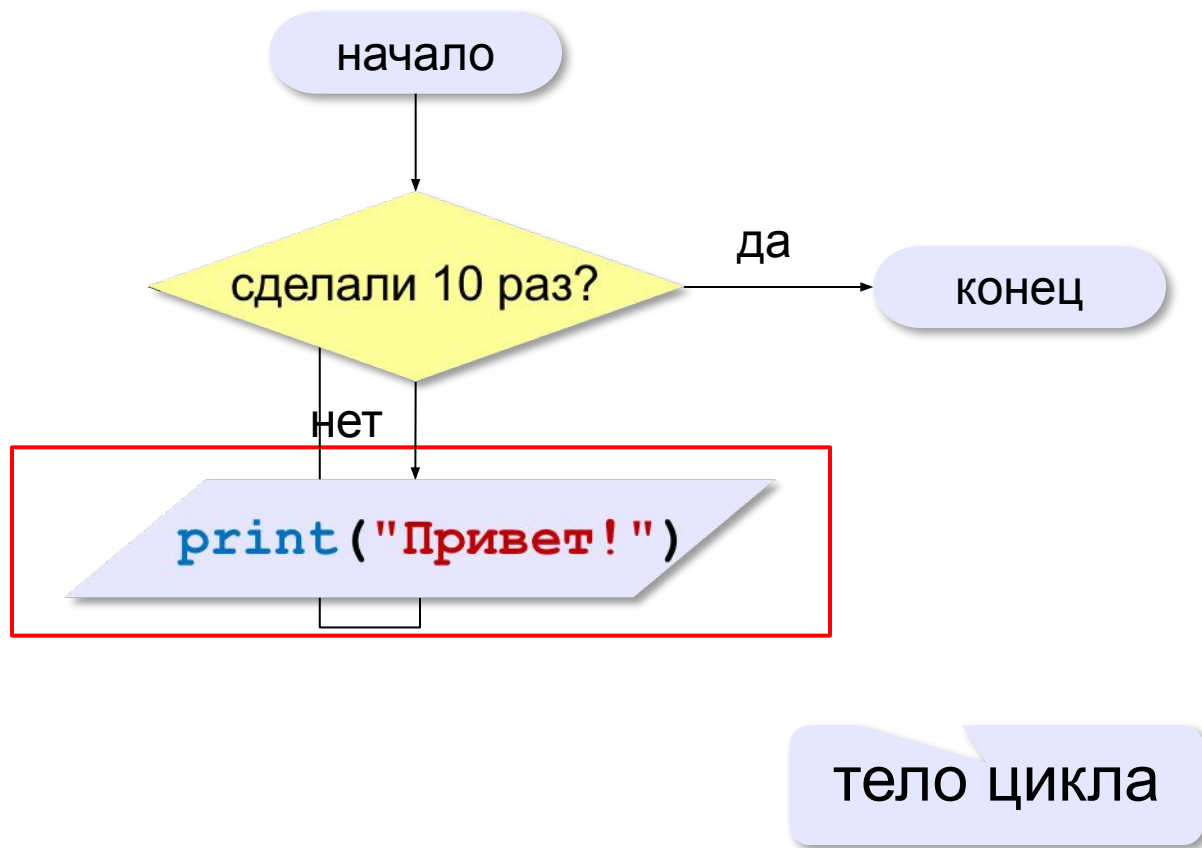 начало
да
сделали 10 раз?
конец
нет
print("Привет!")
тело цикла